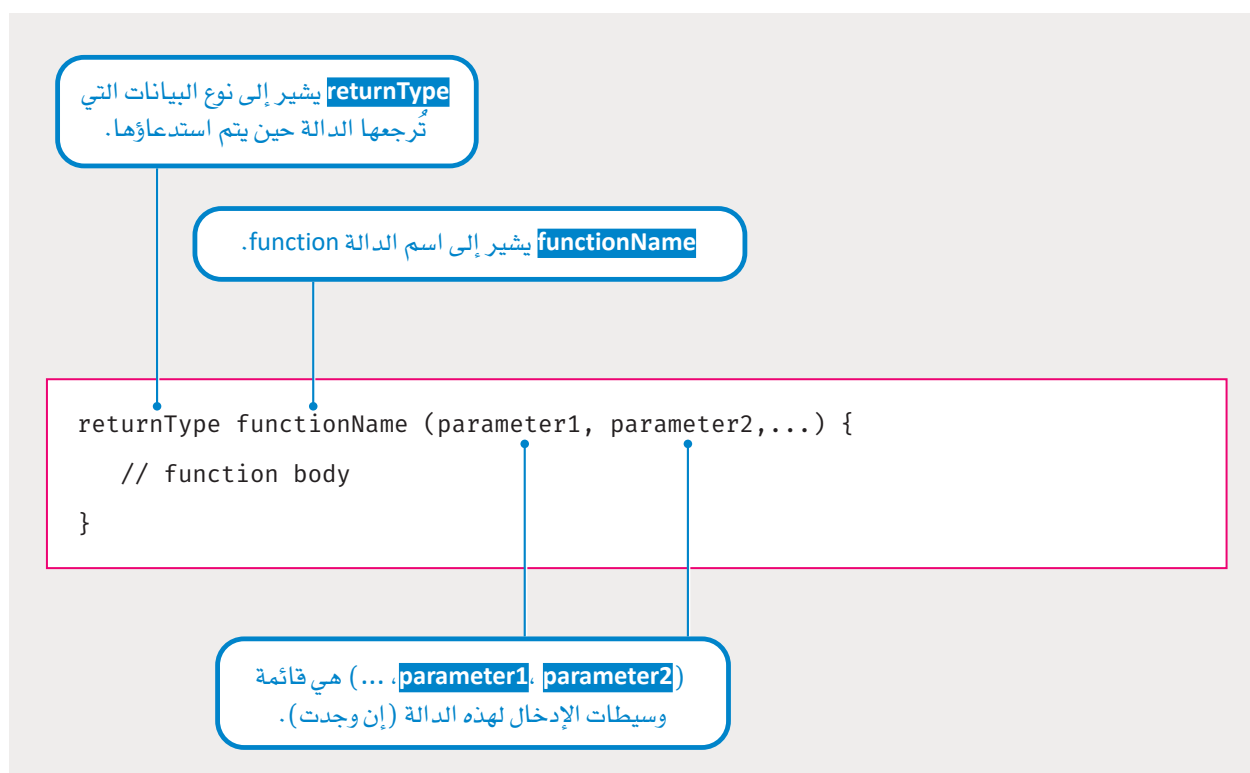 returnType يشير إلى نوع البيانات التي
تُرجعها الدالة حين يتم استدعاؤها.
functionName يشير إلى اسم الدالة function.
returnType functionName (parameter1, parameter2,...) {
// function body
}
(parameter1، parameter2، ...) هي قائمة
وسيطات الإدخال لهذه الدالة (إن وجدت).